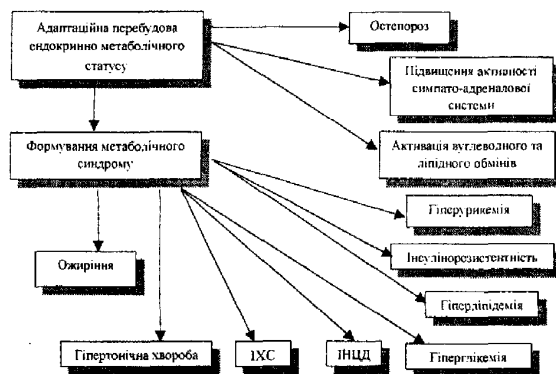 Адаптаційна перебудова
ендокринно метаболічного
статусу
Остепороз
Підвищення активності
симпато-адреналової
системи
Формування метаболічного
синдрому
Активація вуглеводного та
ліпідного обмінів
Гіперурикемія
Інсулінорезистентність
Ожиріння
Гіперліпідемія
Гіпертонічна хвороба
ІХС
ІНЦД
Гіперглікемія